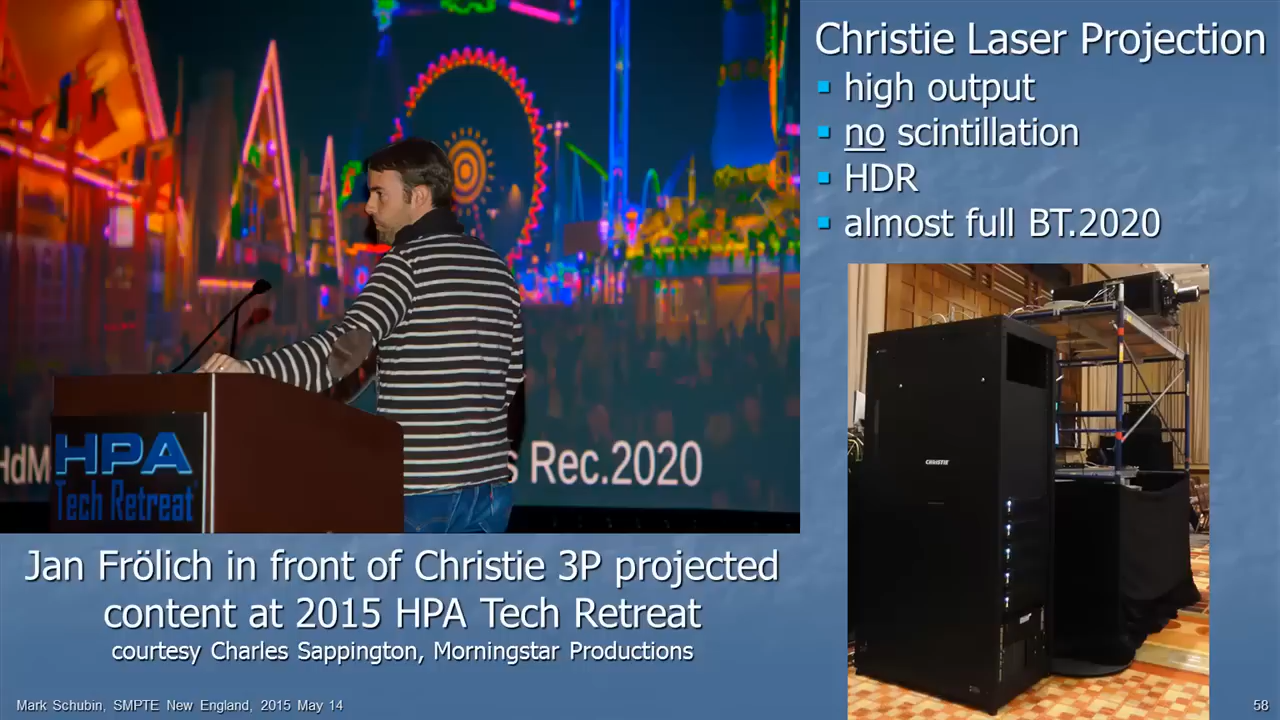 Christie Laser Projection
high output
no scintillation
HDR
almost full BT.2020
HdM
s Rec.2020
HPA
Tech Retreat
CHRISTIE
Jan Frölich in front of Christie 3P projected
content at 2015 HPA Tech Retreat
courtesy Charles Sappington, Morningstar Productions
Mark Schubin, SMPTE New England, 2015 May 14
58